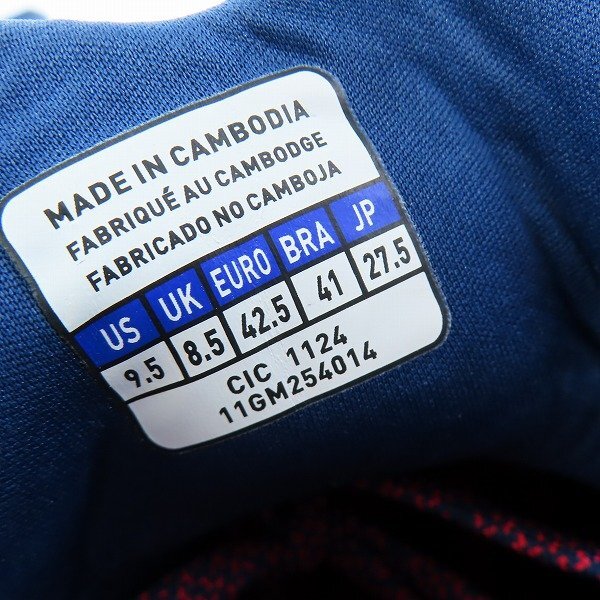 MADE IN CAMBODIA
FABRIQUÉ AU CAMBODGE
FABRICADO NO CAMBOJA
US UK EURO BRA JP
9.5 8.5 42.5 41 27.5
CIC 1124
11GM254014